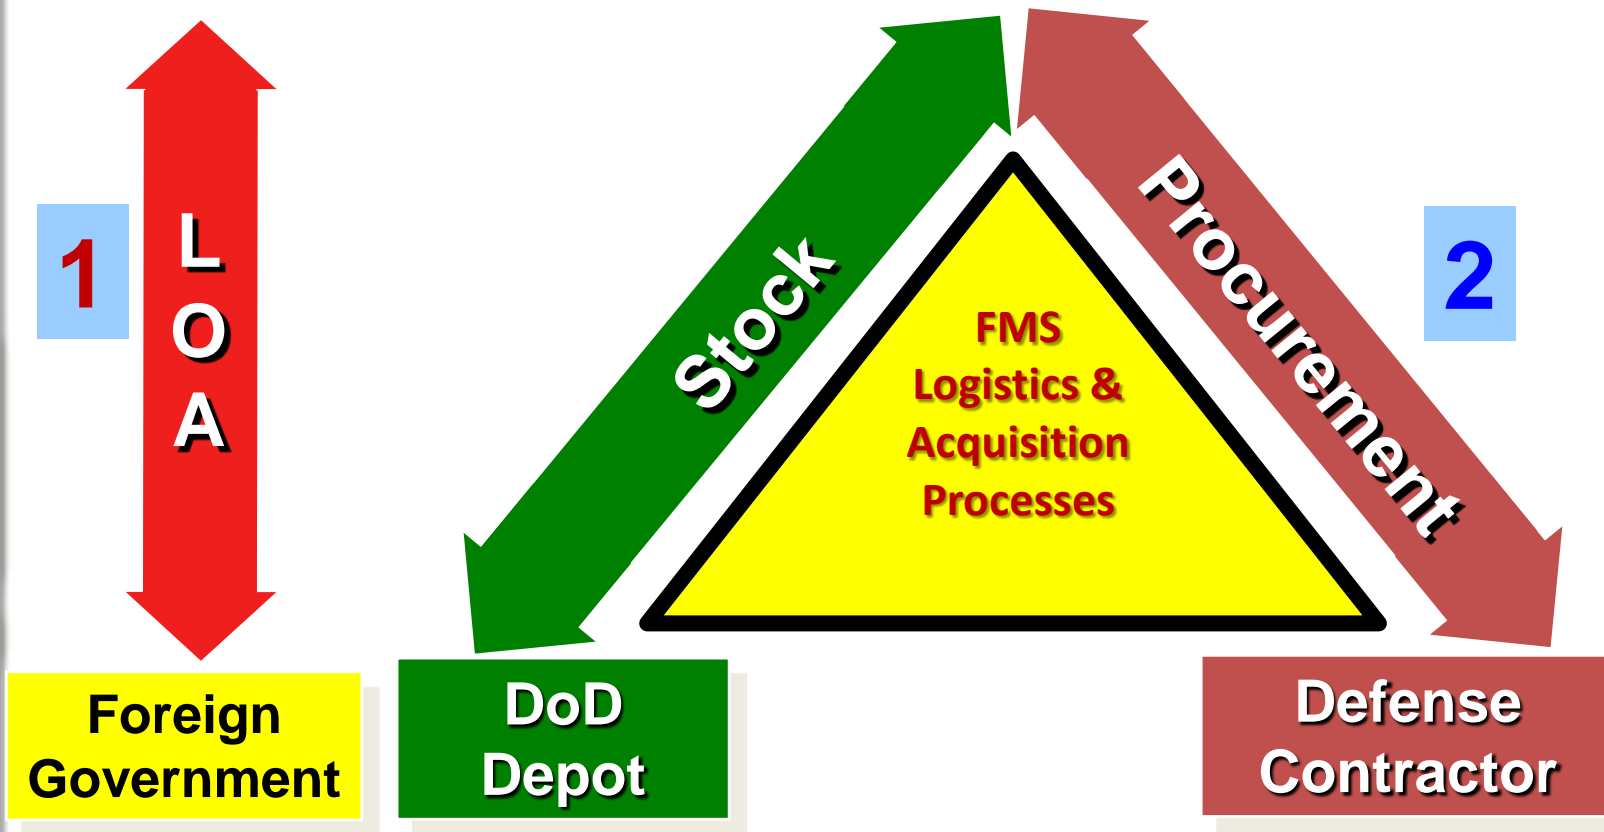 1
L
O
A
Stock
Procurement
2
FMS
Logistics &
Acquisition
Processes
Foreign
Government
DoD
Depot
Defense
Contractor